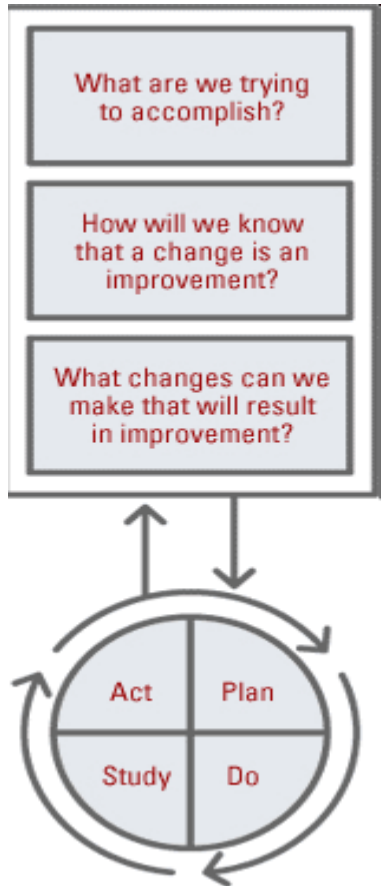 What are we trying
to accomplish?
How will we know
that a change is an
improvement?
What changes can we
make that will result
in improvement?
Act Plan
Study Do